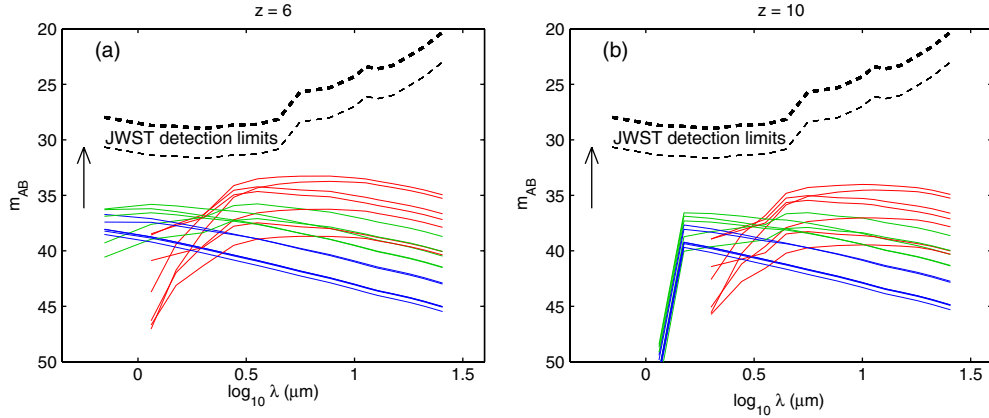 z = 6
z = 10
(a)
(b)
20
25
30
35
40
45
50
m_AB
JWST detection limits
0
0.5
1
1.5
log₁₀ λ (μm)
20
25
30
35
40
45
50
m_AB
JWST detection limits
0
0.5
1
1.5
log₁₀ λ (μm)